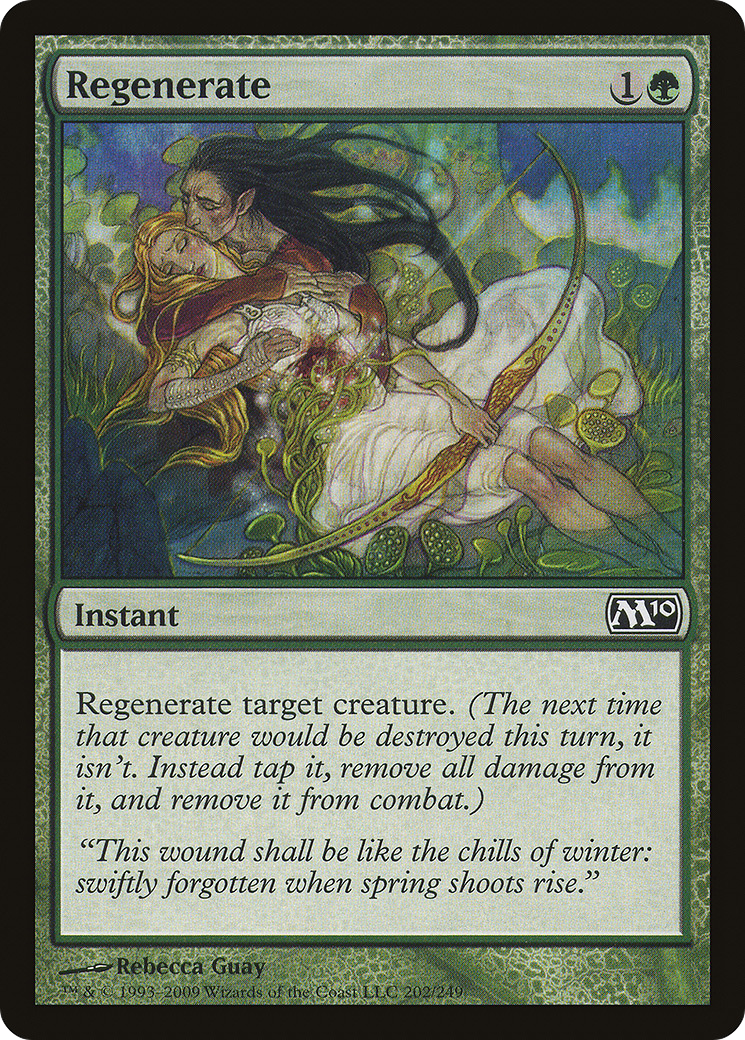 Regenerate 1
Instant M10
Regenerate target creature. (The next time
that creature would be destroyed this turn, it
isn't. Instead tap it, remove all damage from
it, and remove it from combat.)
“This wound shall be like the chills of winter:
swiftly forgotten when spring shoots rise.”
Rebecca Guay
™ & © 1993–2009 Wizards of the Coast LLC 202/249